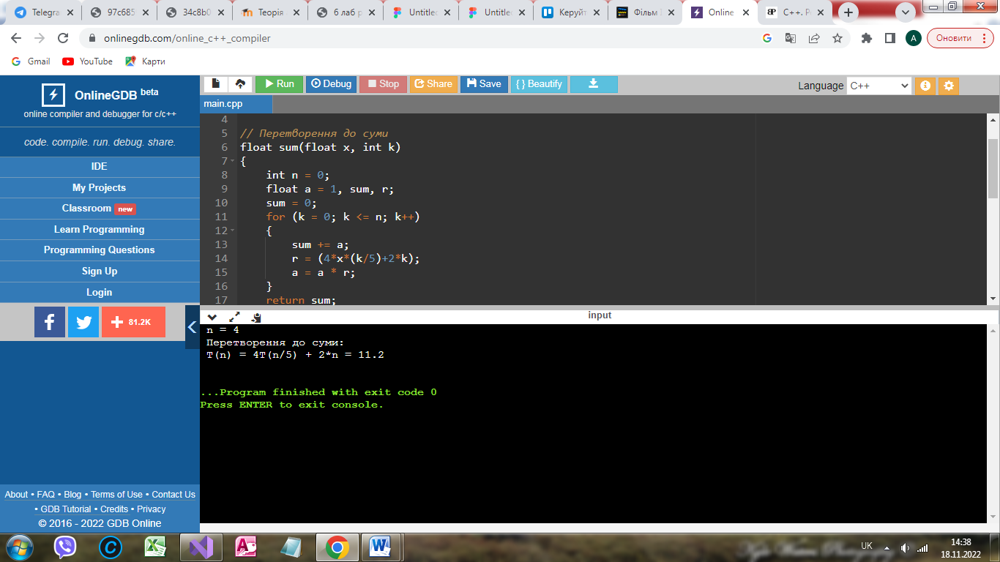 Telegra
97c685
34c8b0
Теорія
6 лаб р
Untitled
Untitled
Керуйт
Фільм
Online
C++. P
onlinegdb.com/online_c++_compiler
A
Оновити
Gmail
YouTube
Карти
OnlineGDB beta
online compiler and debugger for c/c++
code. compile. run. debug. share.
IDE
My Projects
Classroom new
Learn Programming
Programming Questions
Sign Up
Login
81.2K
About • FAQ • Blog • Terms of Use • Contact Us
• GDB Tutorial • Credits • Privacy
© 2016 - 2022 GDB Online
Run
Debug
Stop
Share
Save
{ } Beautify
Language C++
main.cpp
4
5 // Перетворення до суми
6 float sum(float x, int k)
7 {
8 int n = 0;
9 float a = 1, sum, r;
10 sum = 0;
11 for (k = 0; k <= n; k++)
12 {
13 sum += a;
14 r = (4*x*(k/5)+2*k);
15 a = a * r;
16 }
17 return sum;
input
n = 4
Перетворення до суми:
T(n) = 4T(n/5) + 2*n = 11.2
...Program finished with exit code 0
Press ENTER to exit console.
UK
14:38
18.11.2022